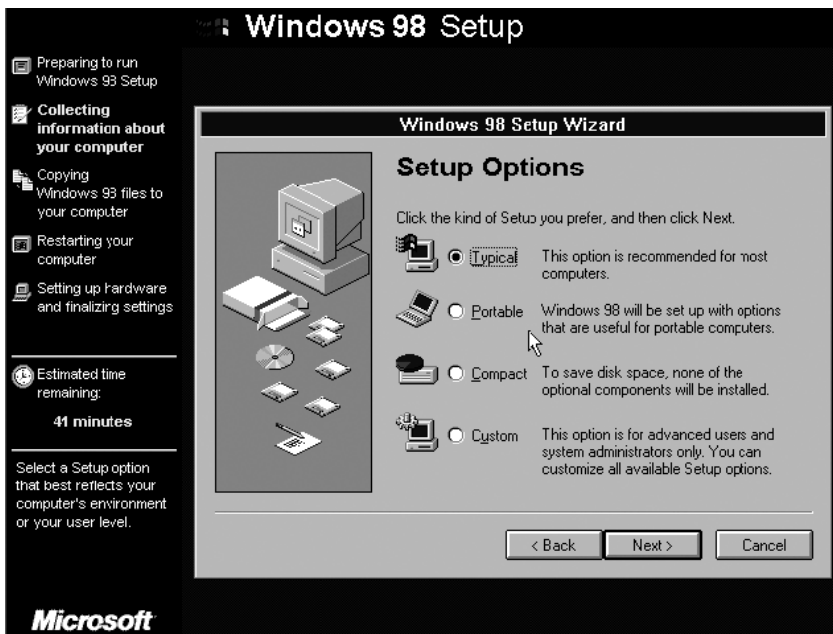 Windows 98 Setup
Preparing to run
Windows 98 Setup
Collecting
information about
your computer
Copying
Windows 98 files to
your computer
Restarting your
computer
Setting up hardware
and finalizing settings
Estimated time
remaining:
41 minutes
Select a Setup option
that best reflects your
computer's environment
or your user level.
Microsoft
Windows 98 Setup Wizard
Setup Options
Click the kind of Setup you prefer, and then click Next.
Typical
This option is recommended for most
computers.
Portable
Windows 98 will be set up with options
that are useful for portable computers.
Compact
To save disk space, none of the
optional components will be installed.
Custom
This option is for advanced users and
system administrators only. You can
customize all available Setup options.
< Back
Next >
Cancel